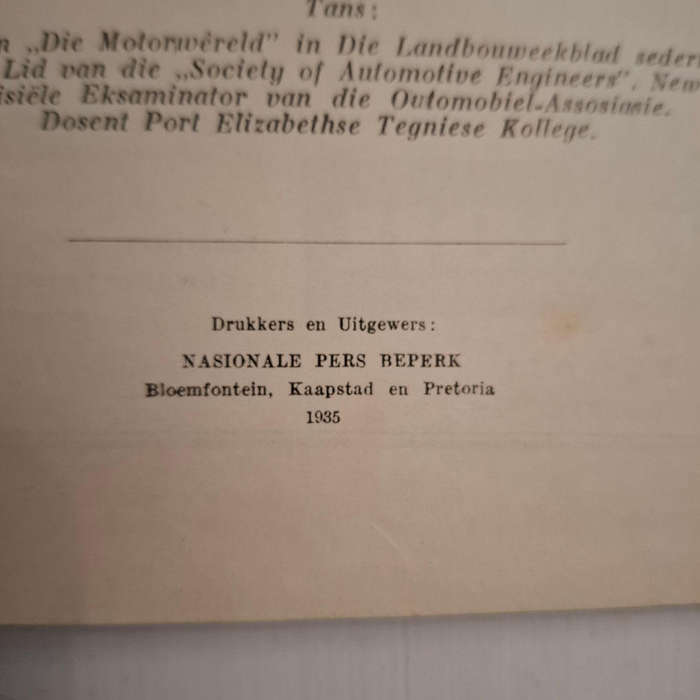 Tans:
„Die Motorwêreld" in Die Landbouweekblad
Lid van die „Society of Automotive Engineers". New
Eksaminator van die Outomobiel-Assosiasie.
Dosent Port Elizabethse Tegniese Kollege.
Drukkers en Uitgewers:
NASIONALE PERS BEPERK
Bloemfontein, Kaapstad en Pretoria
1935